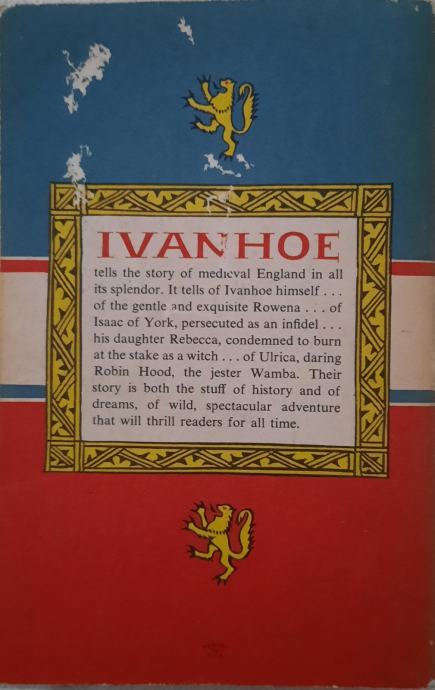 IVANHOE
tells the story of medieval England in all
its splendor. It tells of Ivanhoe himself . . .
of the gentle and exquisite Rowena . . . of
Isaac of York, persecuted as an infidel . . .
his daughter Rebecca, condemned to burn
at the stake as a witch . . . of Ulrica, daring
Robin Hood, the jester Wamba. Their
story is both the stuff of history and of
dreams, of wild, spectacular adventure
that will thrill readers for all time.